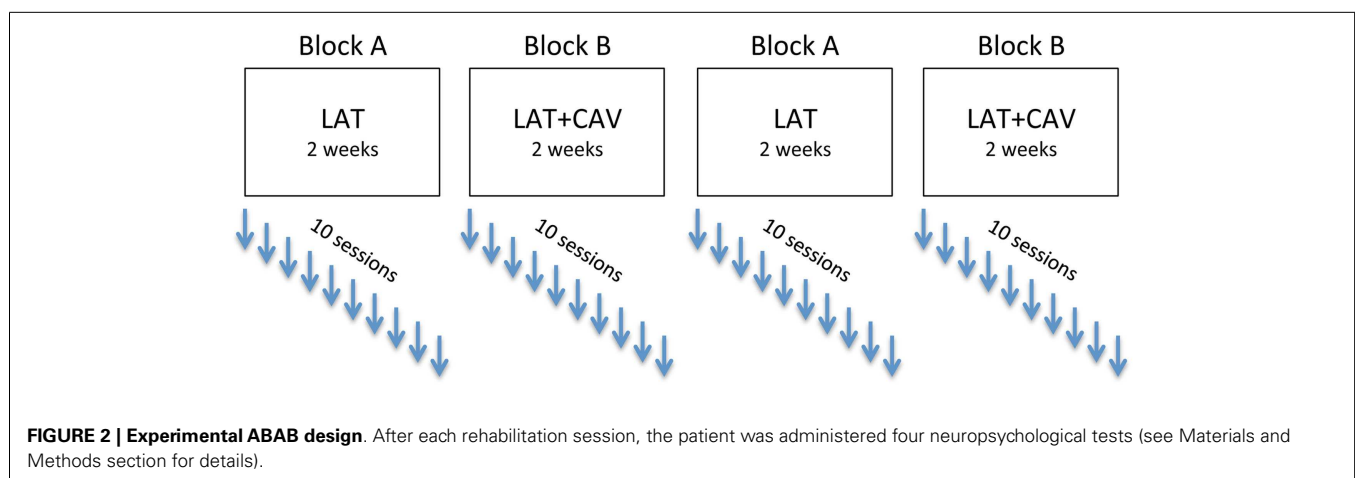 Block A
Block B
Block A
Block B
LAT
2 weeks
LAT+CAV
2 weeks
LAT
2 weeks
LAT+CAV
2 weeks
10 sessions
10 sessions
10 sessions
10 sessions
FIGURE 2 | Experimental ABAB design. After each rehabilitation session, the patient was administered four neuropsychological tests (see Materials and
Methods section for details).